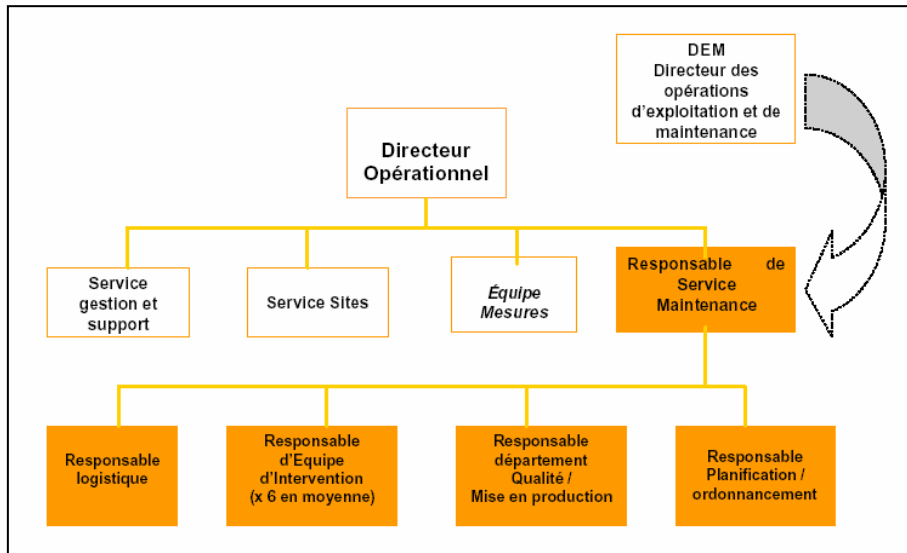 DEM
Directeur des
opérations
d'exploitation et de
maintenance
Directeur
Opérationnel
Service
gestion et
support
Service Sites
Équipe
Mesures
Responsable de
Service
Maintenance
Responsable
logistique
Responsable
d'Equipe
d'Intervention
(x 6 en moyenne)
Responsable
département
Qualité /
Mise en production
Responsable
Planification /
ordonnancement